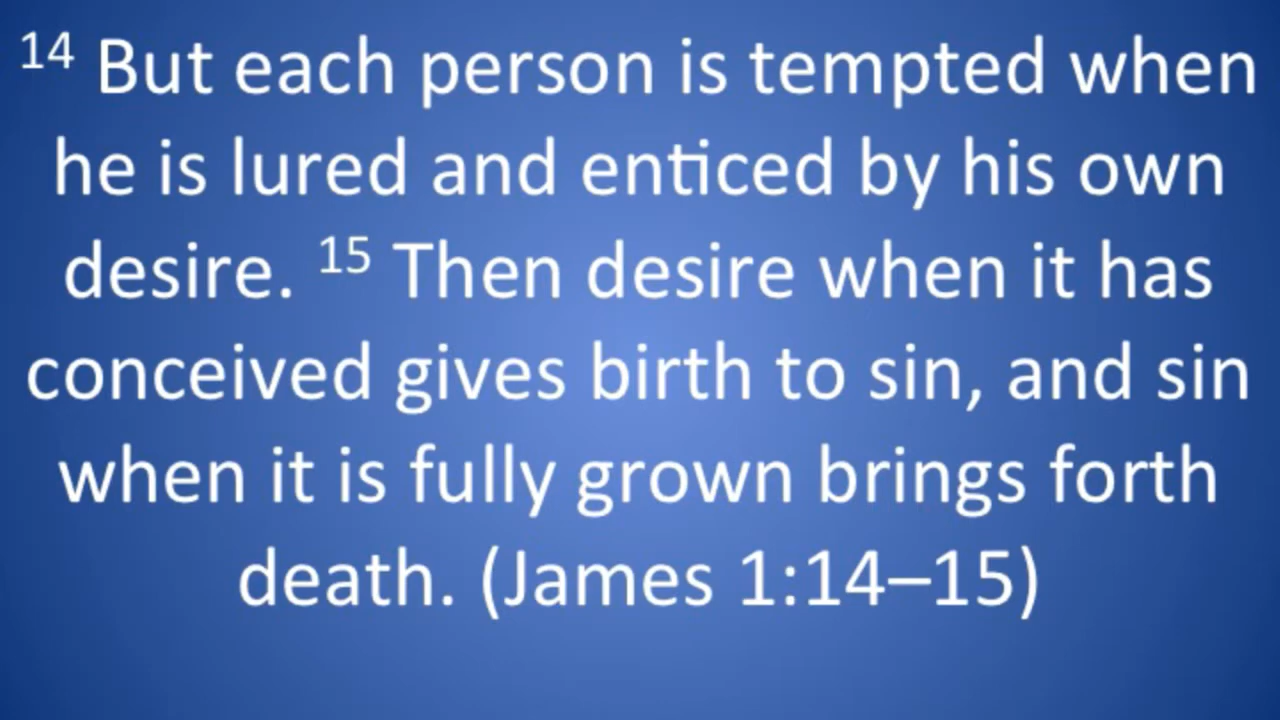 14 But each person is tempted when
he is lured and enticed by his own
desire. 15 Then desire when it has
conceived gives birth to sin, and sin
when it is fully grown brings forth
death. (James 1:14–15)